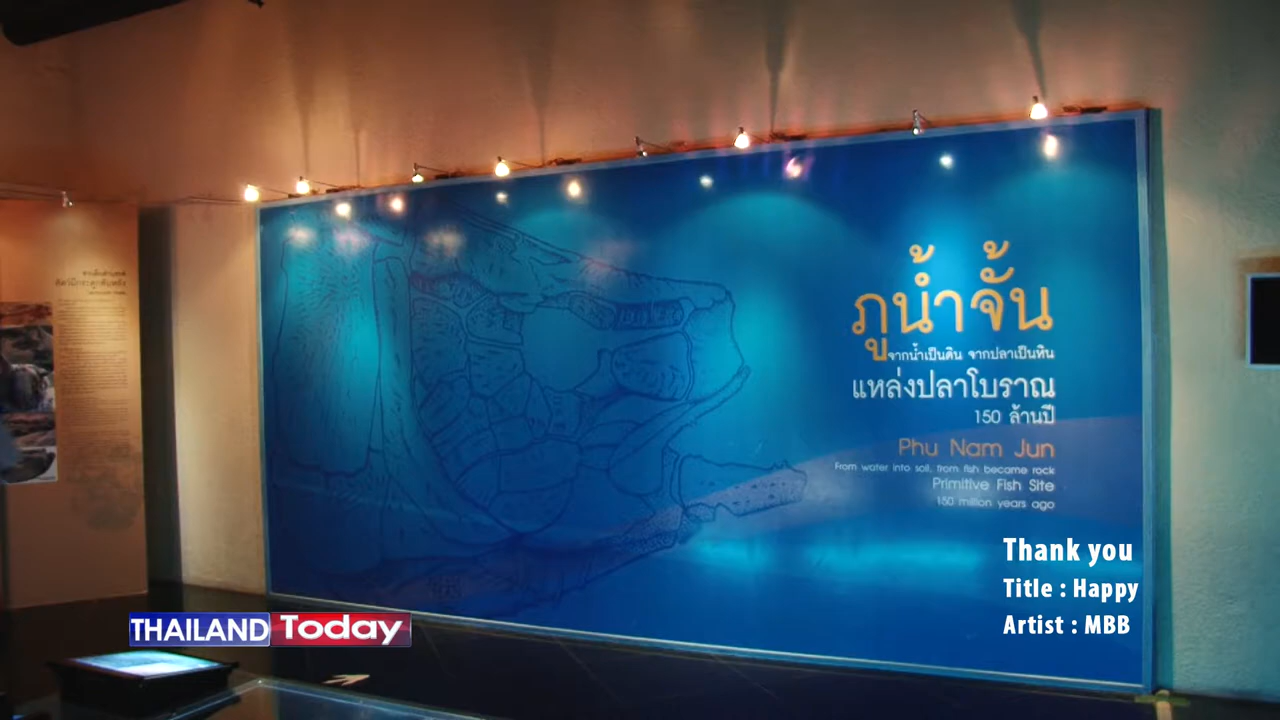 ภูน้ำจั้น
จากน้ำเป็นดิน จากปลาเป็นหิน
แหล่งปลาโบราณ
150 ล้านปี
Phu Nam Jun
From water into soil, from fish became rock
Primitive Fish Site
150 million years ago
Thank you
Title : Happy
Artist : MBB
THAILAND Today